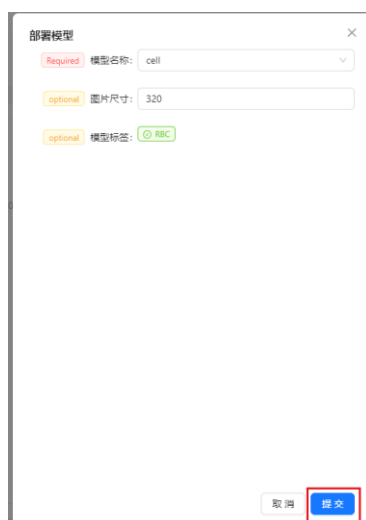 部署模型
Required 模型名称: cell
optional 图片尺寸: 320
optional 模型标签: RBC
取消 提交